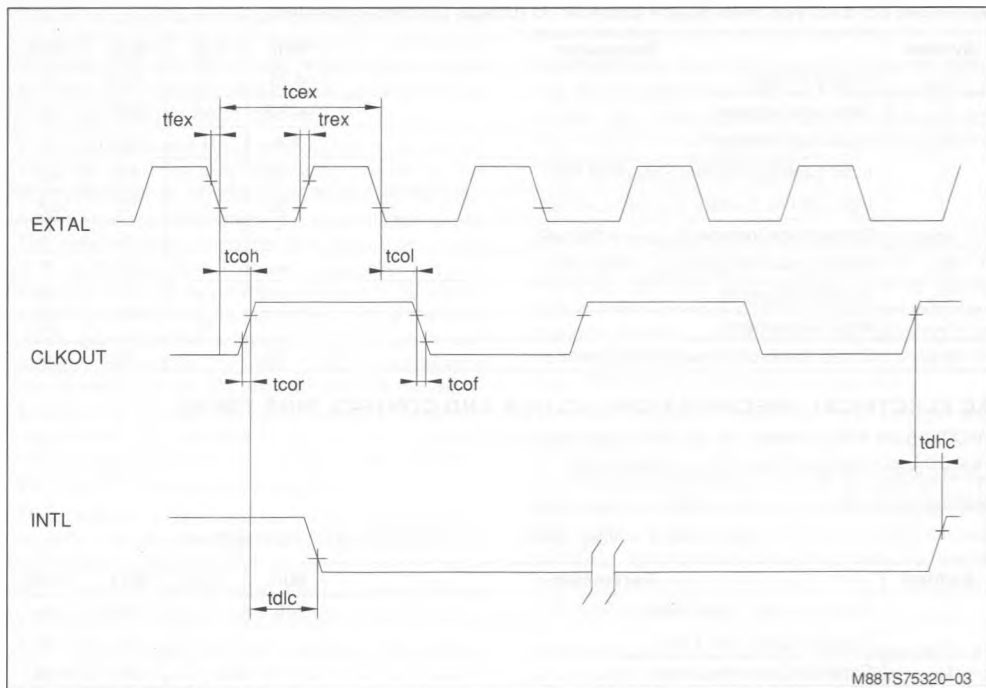 tcex
tfex
trex
EXTAL
tcoh
tcol
CLKOUT
tcor
tcof
tdhc
INTL
tdlc
M88TS75320–03